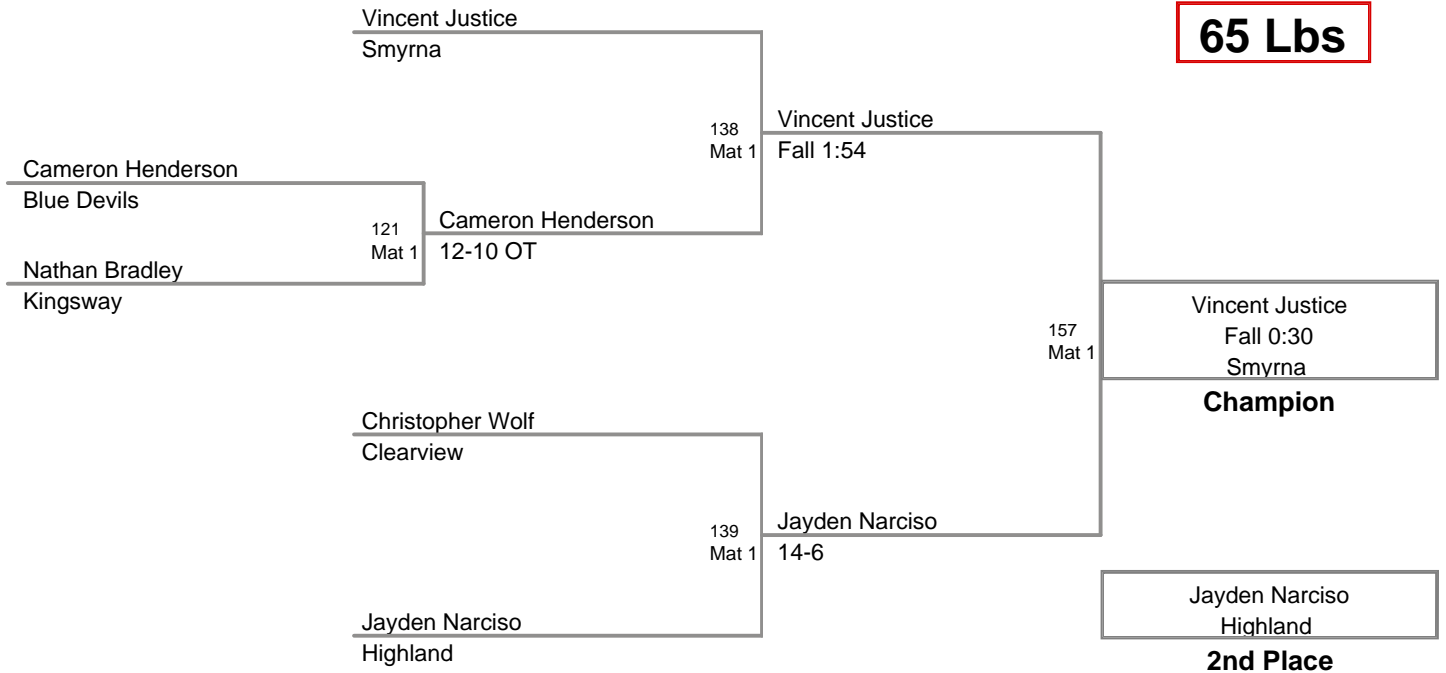 Vincent Justice
Smyrna
65 Lbs
138
Mat 1
Vincent Justice
Fall 1:54
Cameron Henderson
Blue Devils
121
Mat 1
Cameron Henderson
12-10 OT
Nathan Bradley
Kingsway
157
Mat 1
Vincent Justice
Fall 0:30
Smyrna
Champion
Christopher Wolf
Clearview
139
Mat 1
Jayden Narciso
14-6
Jayden Narciso
Highland
Jayden Narciso
Highland
2nd Place